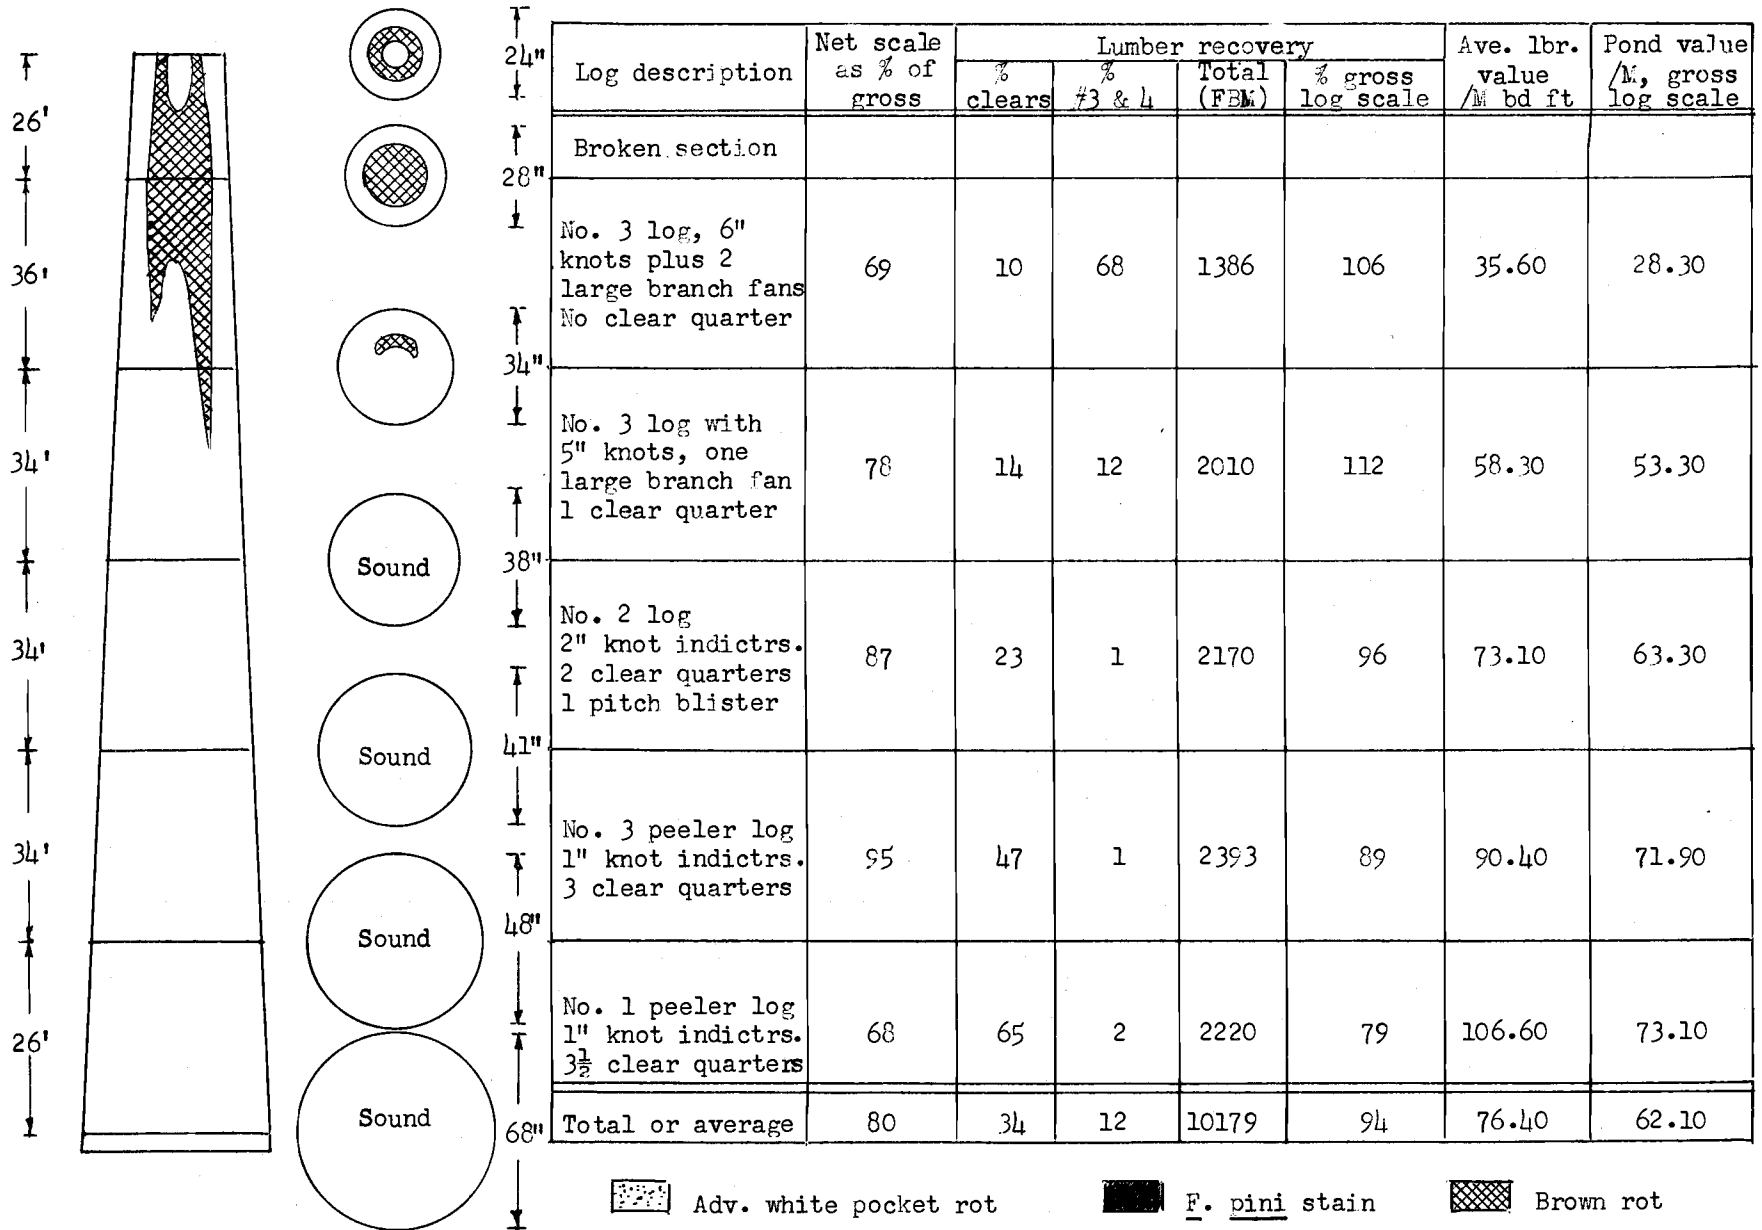 Log description
Net scale
as % of
gross
Lumber recovery
%
clears
%
#3 & 4
Total
(FBM)
% gross
log scale
Ave. lbr.
value
/M bd ft
Pond value
/M, gross
log scale
24"
26'
Broken section
28"
36'
No. 3 log, 6"
knots plus 2
large branch fans
No clear quarter
69 10 68 1386 106 35.60 28.30
34"
34'
No. 3 log with
5" knots, one
large branch fan
1 clear quarter
78 14 12 2010 112 58.30 53.30
Sound
38"
34'
No. 2 log
2" knot indictrs.
2 clear quarters
1 pitch blister
87 23 1 2170 96 73.10 63.30
Sound
41"
34'
No. 3 peeler log
1" knot indictrs.
3 clear quarters
95 47 1 2393 89 90.40 71.90
Sound
48"
26'
No. 1 peeler log
1" knot indictrs.
3½ clear quarters
68 65 2 2220 79 106.60 73.10
Sound
68"
Total or average 80 34 12 10179 94 76.40 62.10
Adv. white pocket rot
F. pini stain
Brown rot